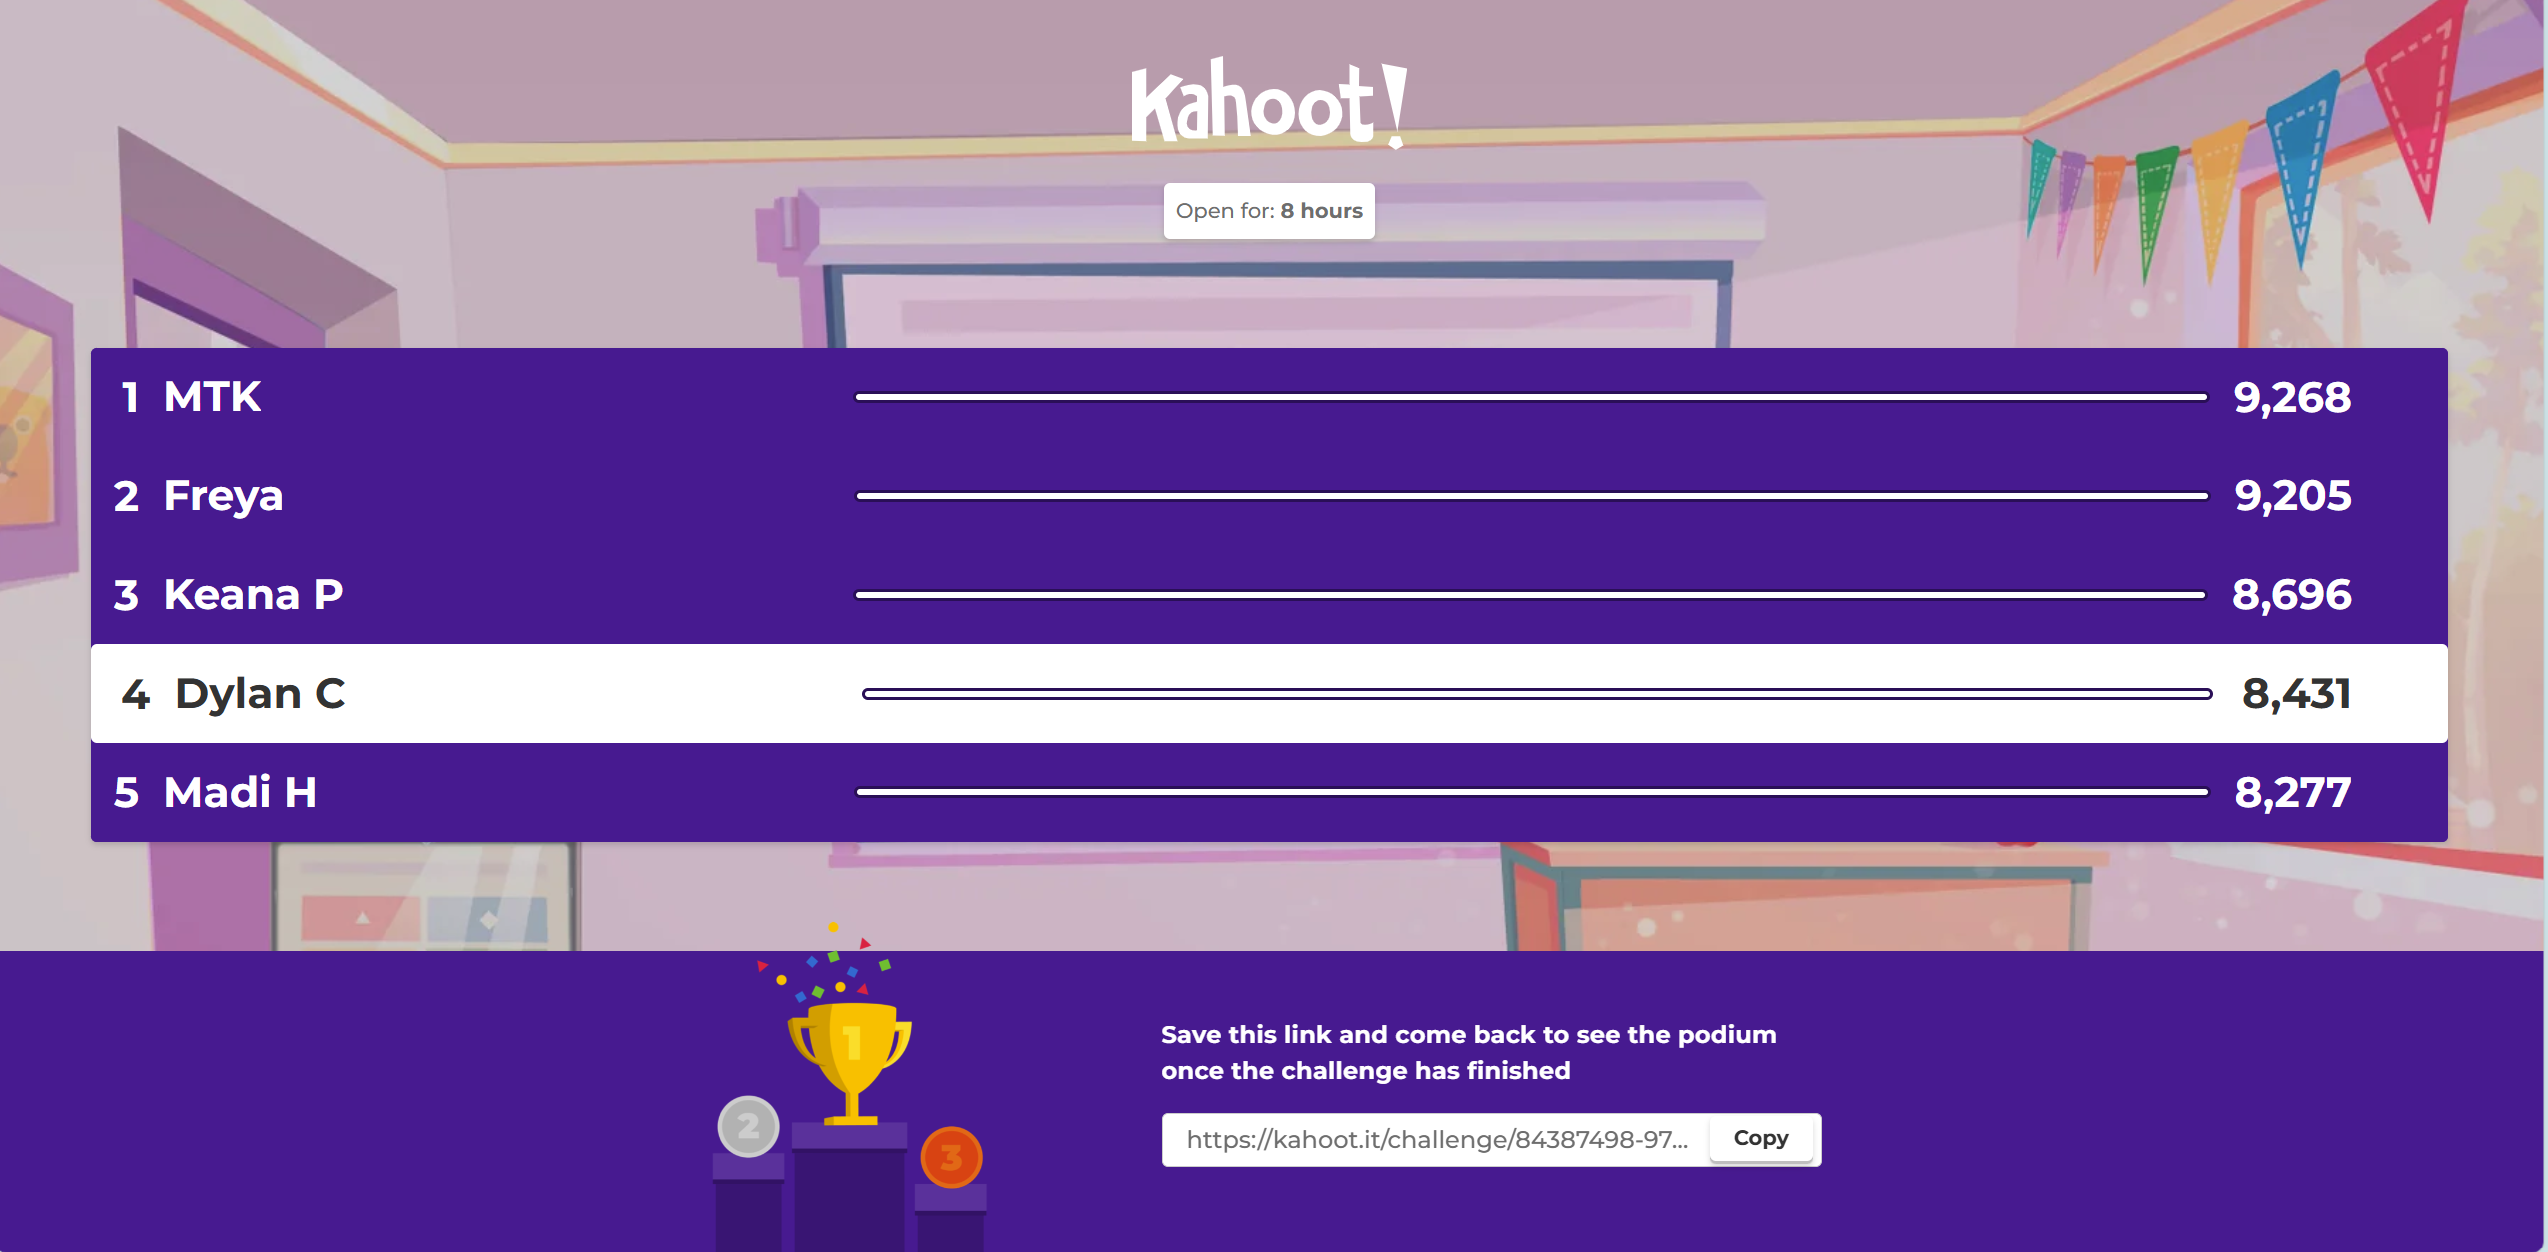 Kahoot!
Open for: 8 hours
1 MTK 9,268
2 Freya 9,205
3 Keana P 8,696
4 Dylan C 8,431
5 Madi H 8,277
1
2
3
Save this link and come back to see the podium
once the challenge has finished
https://kahoot.it/challenge/84387498-97... Copy